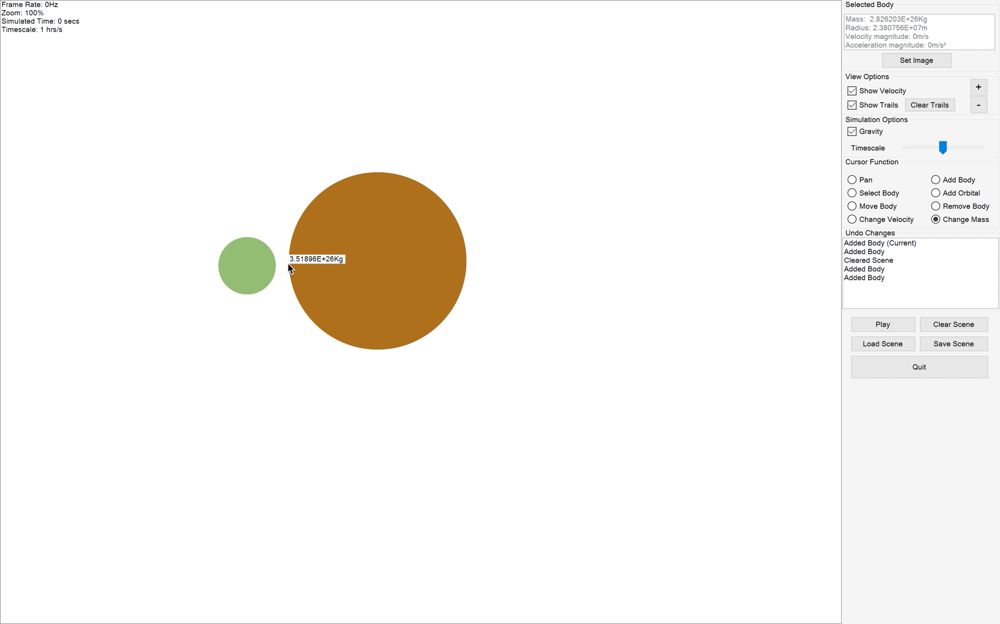 Frame Rate: 0Hz
Zoom: 100%
Simulated Time: 0 secs
Timescale: 1 hrs/s
3.51896E+26Kg
Selected Body
Mass:  2.826203E+26Kg
Radius: 2.380756E+07m
Velocity magnitude: 0m/s
Acceleration magnitude: 0m/s²
Set Image
View Options
Show Velocity
+
Show Trails
Clear Trails
-
Simulation Options
Gravity
Timescale
Cursor Function
Pan
Add Body
Select Body
Add Orbital
Move Body
Remove Body
Change Velocity
Change Mass
Undo Changes
Added Body (Current)
Added Body
Cleared Scene
Added Body
Added Body
Play
Clear Scene
Load Scene
Save Scene
Quit